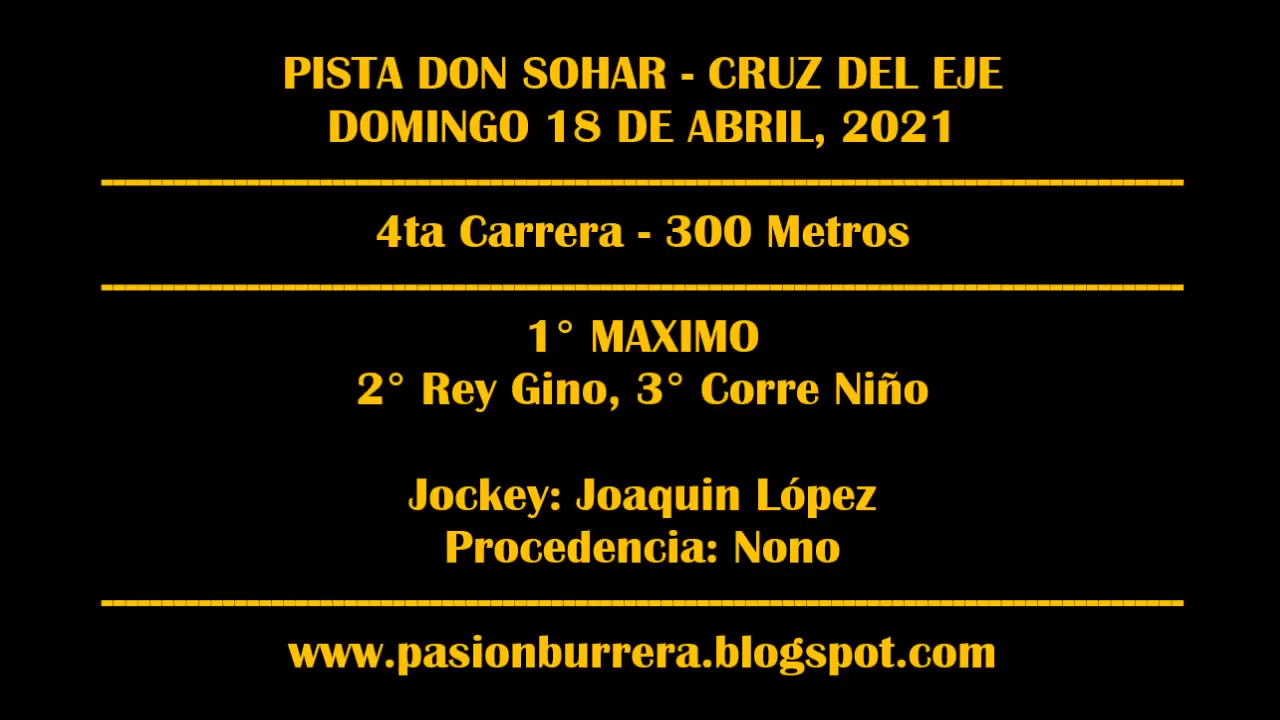 PISTA DON SOHAR - CRUZ DEL EJE
DOMINGO 18 DE ABRIL, 2021
4ta Carrera - 300 Metros
1° MAXIMO
2° Rey Gino, 3° Corre Niño
Jockey: Joaquin López
Procedencia: Nono
www.pasionburrera.blogspot.com